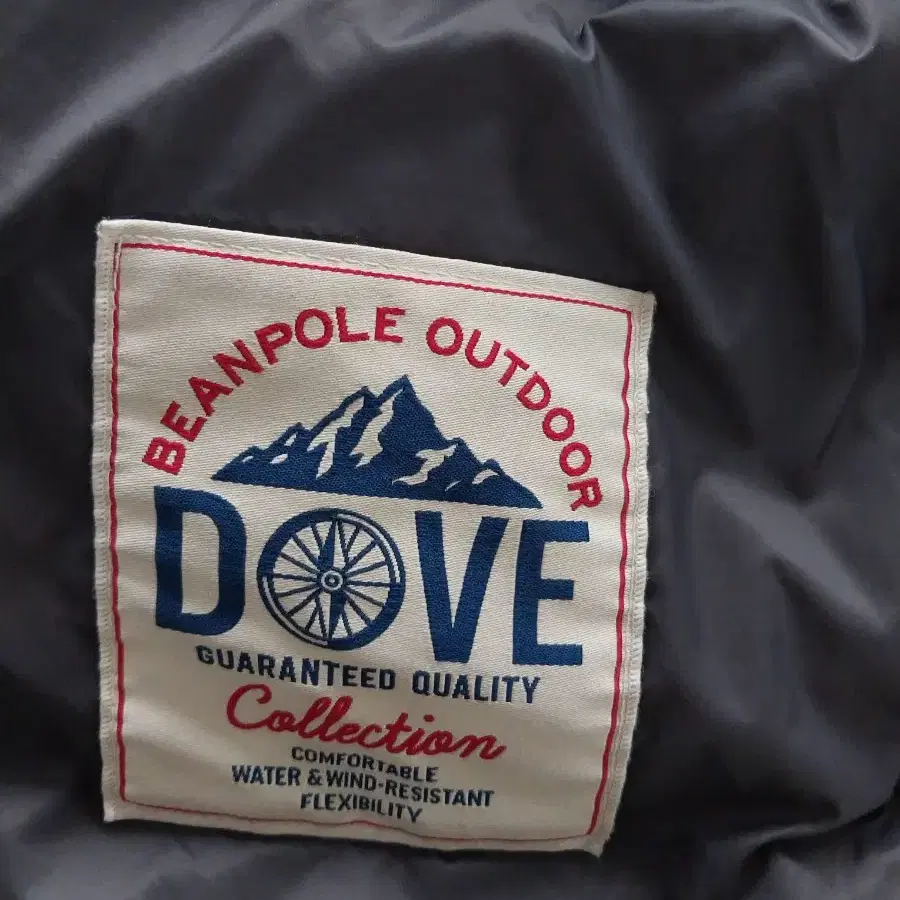 BEANPOLE OUTDOOR
DOVE
GUARANTEED QUALITY
Collection
COMFORTABLE
WATER & WIND-RESISTANT
FLEXIBILITY